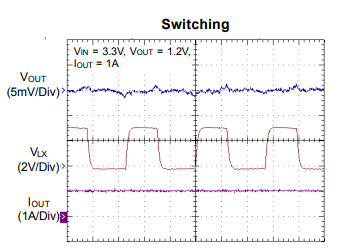 Switching
VIN = 3.3V, VOUT = 1.2V,
IOUT = 1A
VOUT
(5mV/Div)
VLX
(2V/Div)
IOUT
(1A/Div)